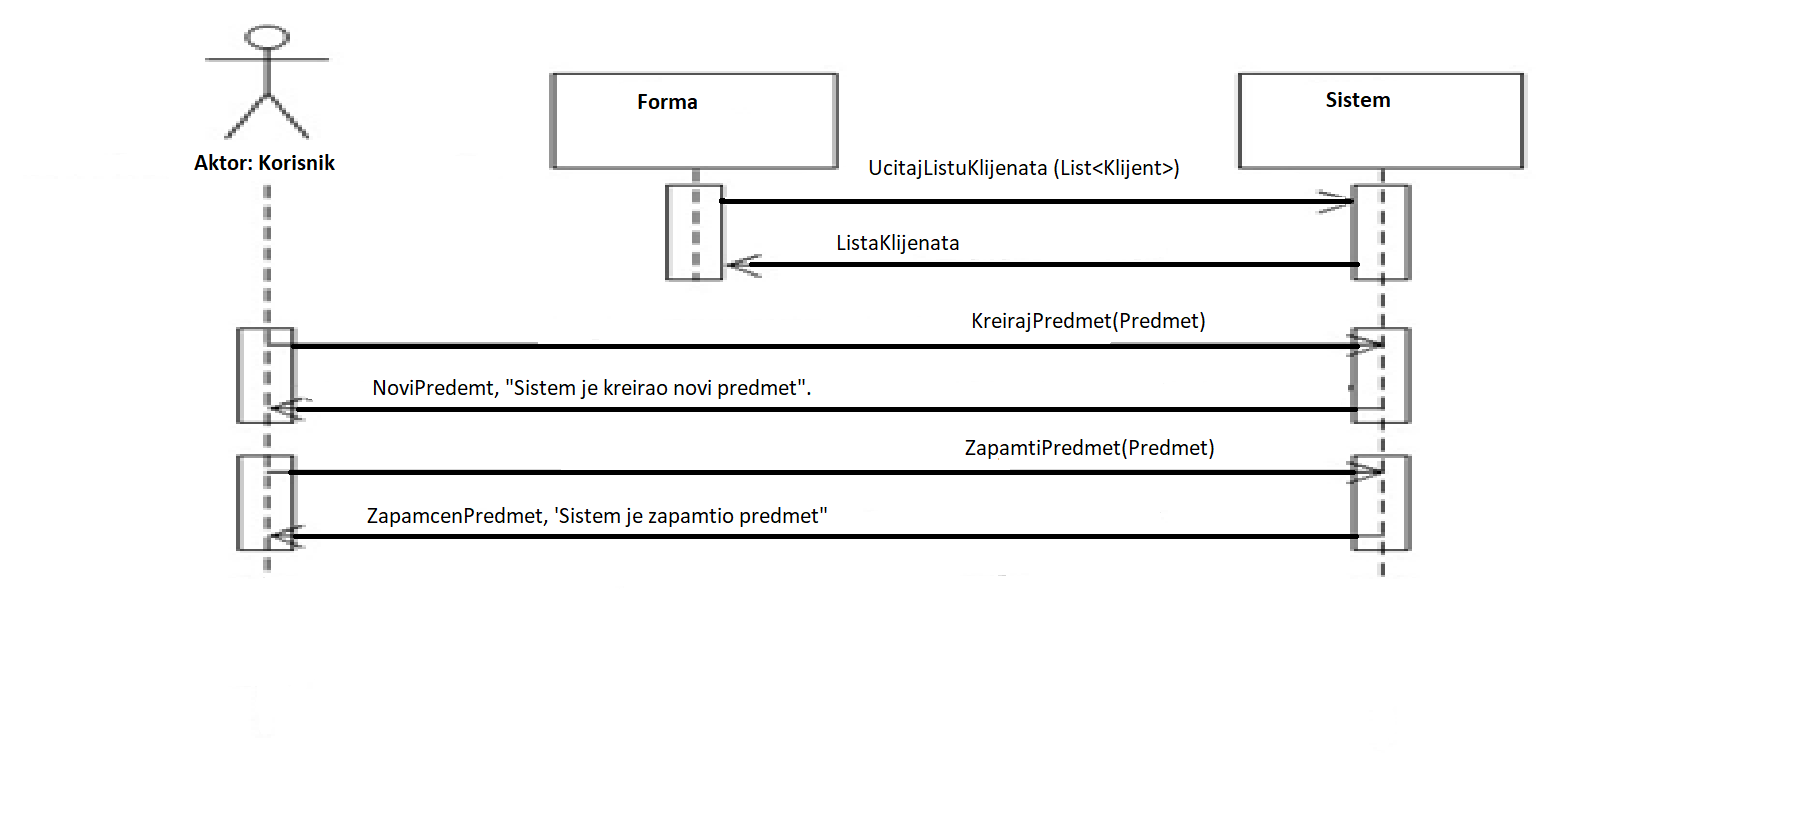 Forma
Sistem
Aktor: Korisnik
UcitajListuKlijenata (List<Klijent>)
ListaKlijenata
KreirajPredmet(Predmet)
NoviPredemt, "Sistem je kreirao novi predmet".
ZapamtiPredmet(Predmet)
ZapamcenPredmet, 'Sistem je zapamtio predmet"